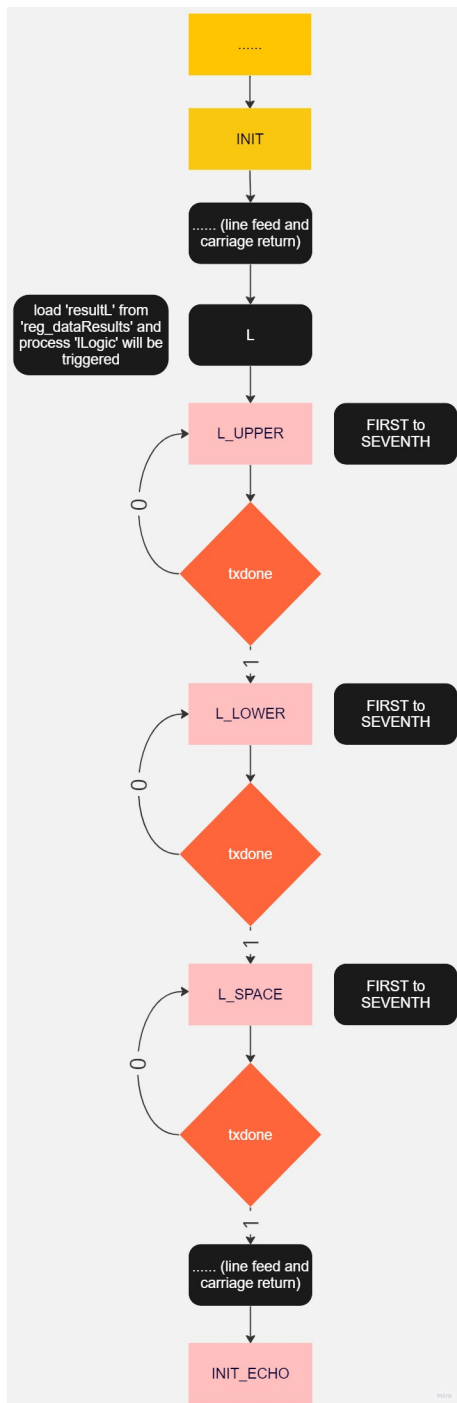 ......
INIT
...... (line feed and
carriage return)
load 'resultL' from
'reg_dataResults' and
process 'lLogic' will be
triggered
L
L_UPPER
FIRST to
SEVENTH
0
txdone
1
L_LOWER
FIRST to
SEVENTH
0
txdone
1
L_SPACE
FIRST to
SEVENTH
0
txdone
1
...... (line feed and
carriage return)
INIT_ECHO
miro